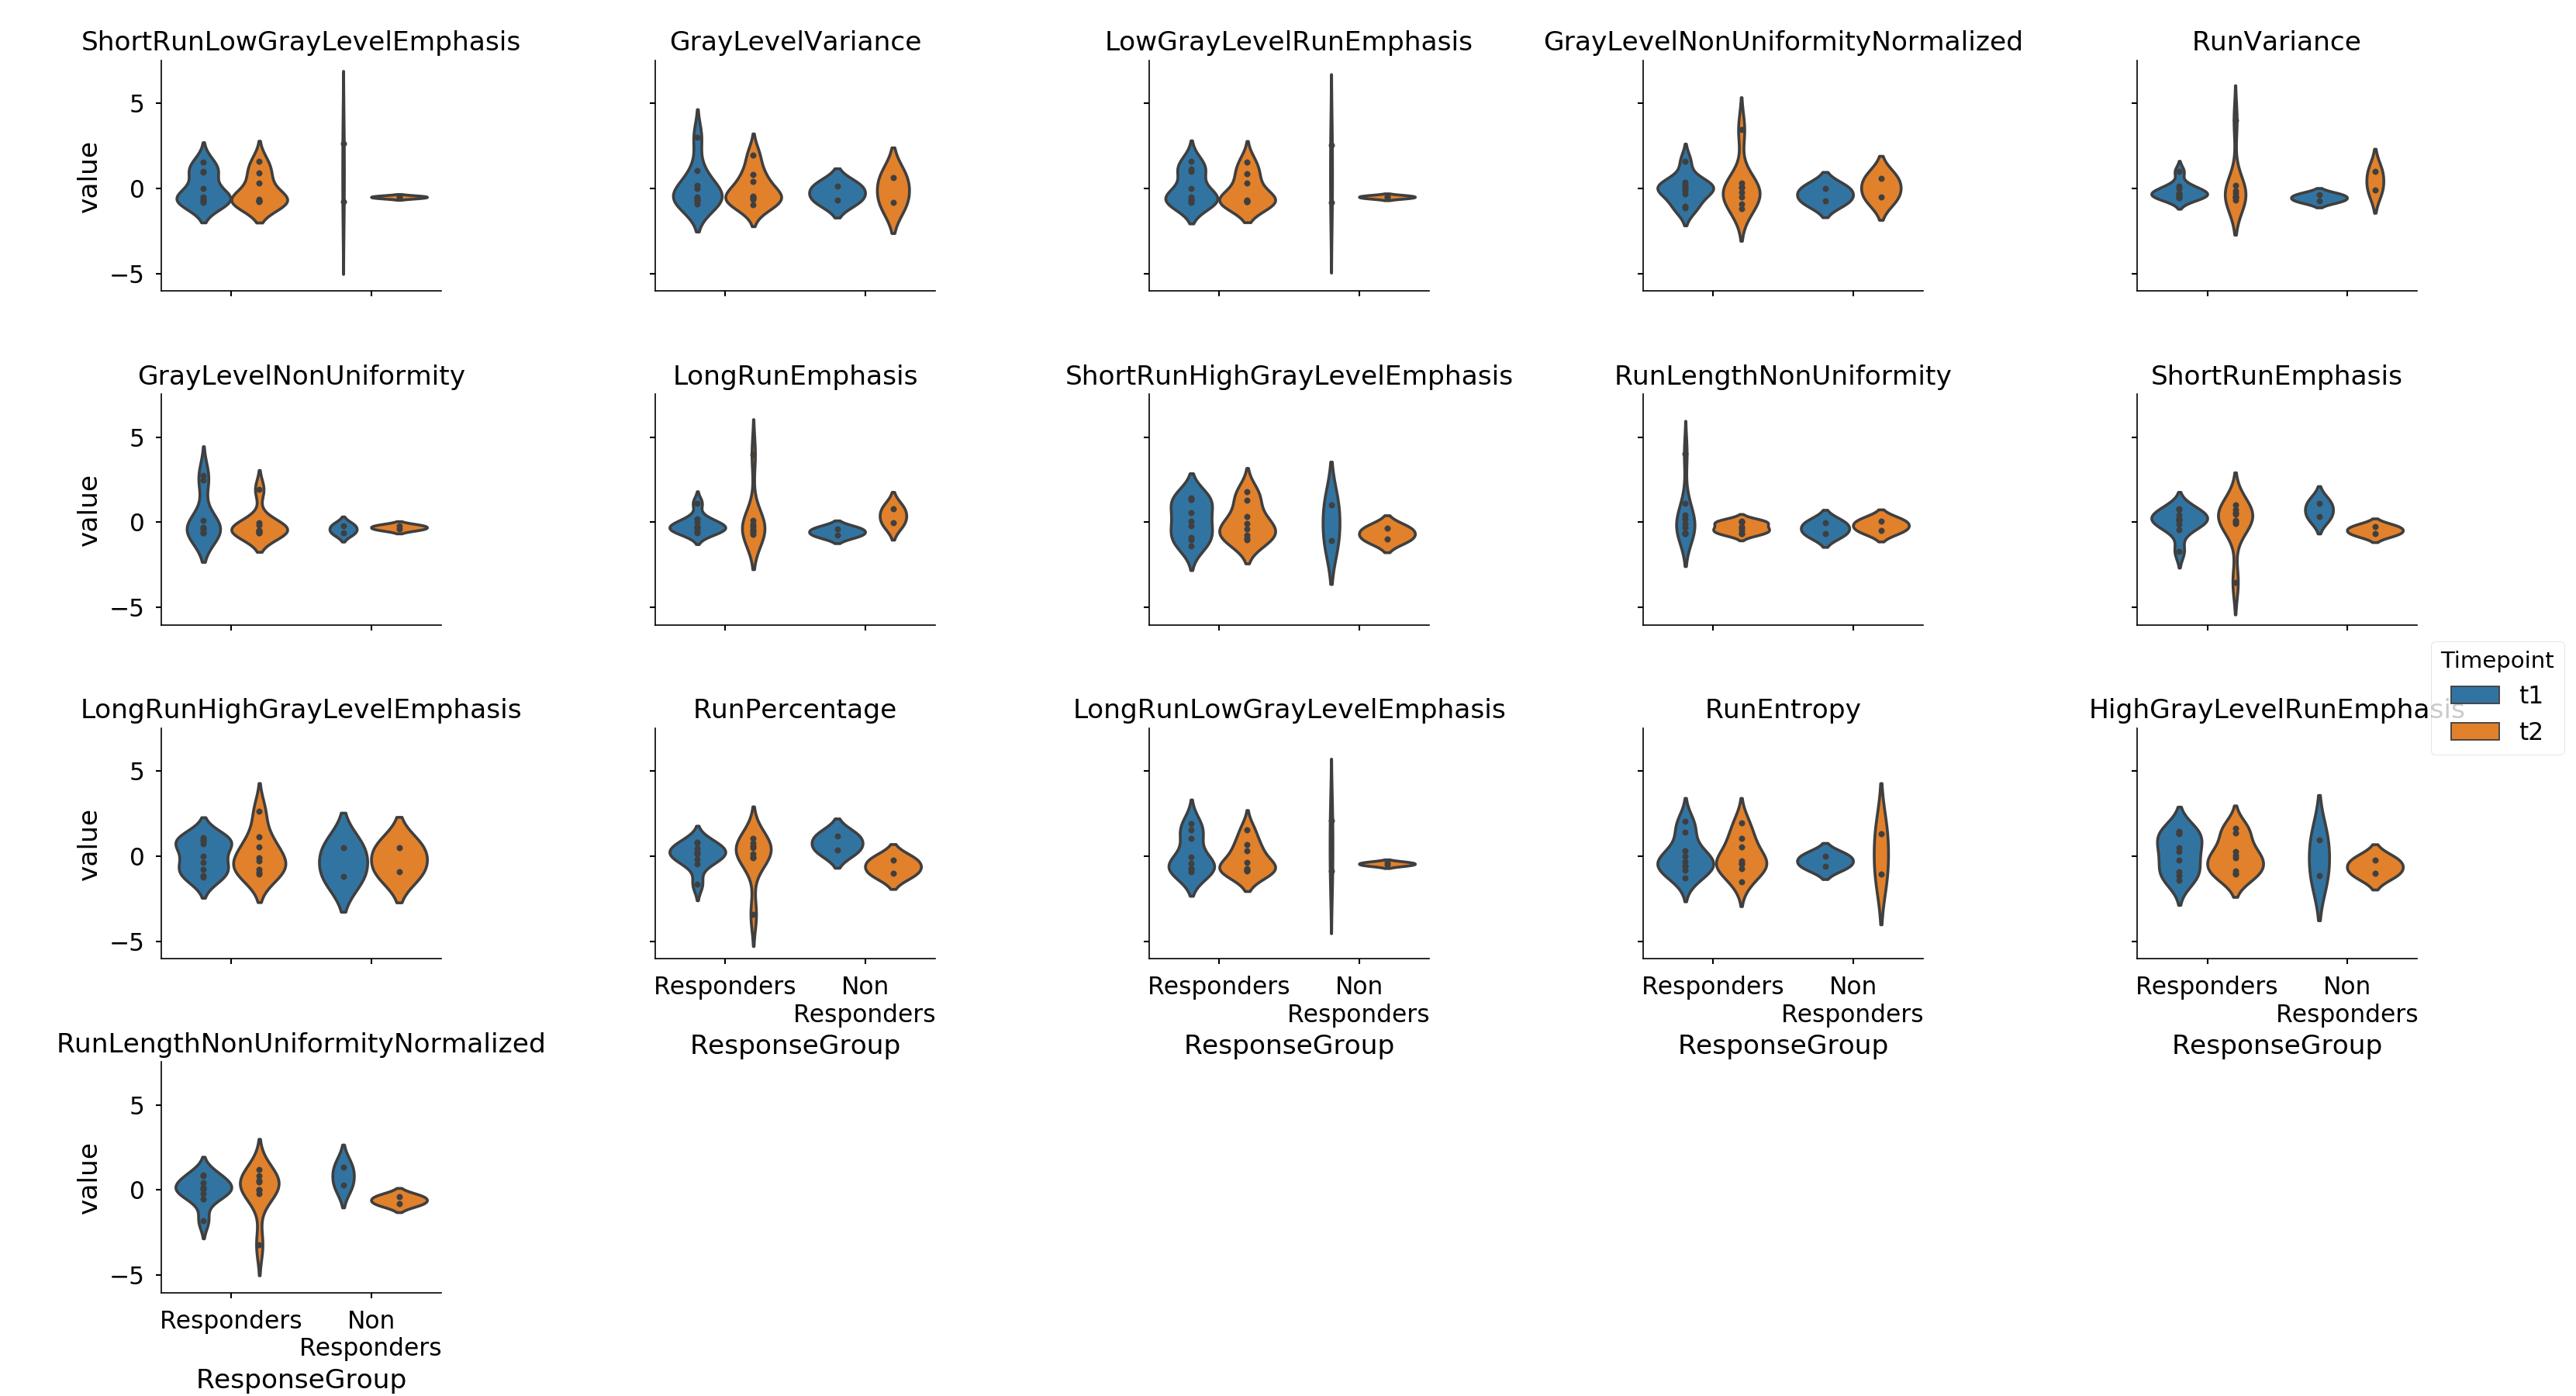 ShortRunLowGrayLevelEmphasis
GrayLevelVariance
LowGrayLevelRunEmphasis
GrayLevelNonUniformityNormalized
RunVariance
value
5
0
−5
GrayLevelNonUniformity
LongRunEmphasis
ShortRunHighGrayLevelEmphasis
RunLengthNonUniformity
ShortRunEmphasis
value
5
0
−5
Timepoint
t1
t2
LongRunHighGrayLevelEmphasis
RunPercentage
LongRunLowGrayLevelEmphasis
RunEntropy
HighGrayLevelRunEmphasis
value
5
0
−5
Responders
Non
Responders
ResponseGroup
Responders
Non
Responders
ResponseGroup
Responders
Non
Responders
ResponseGroup
Responders
Non
Responders
ResponseGroup
RunLengthNonUniformityNormalized
value
5
0
−5
Responders
Non
Responders
ResponseGroup